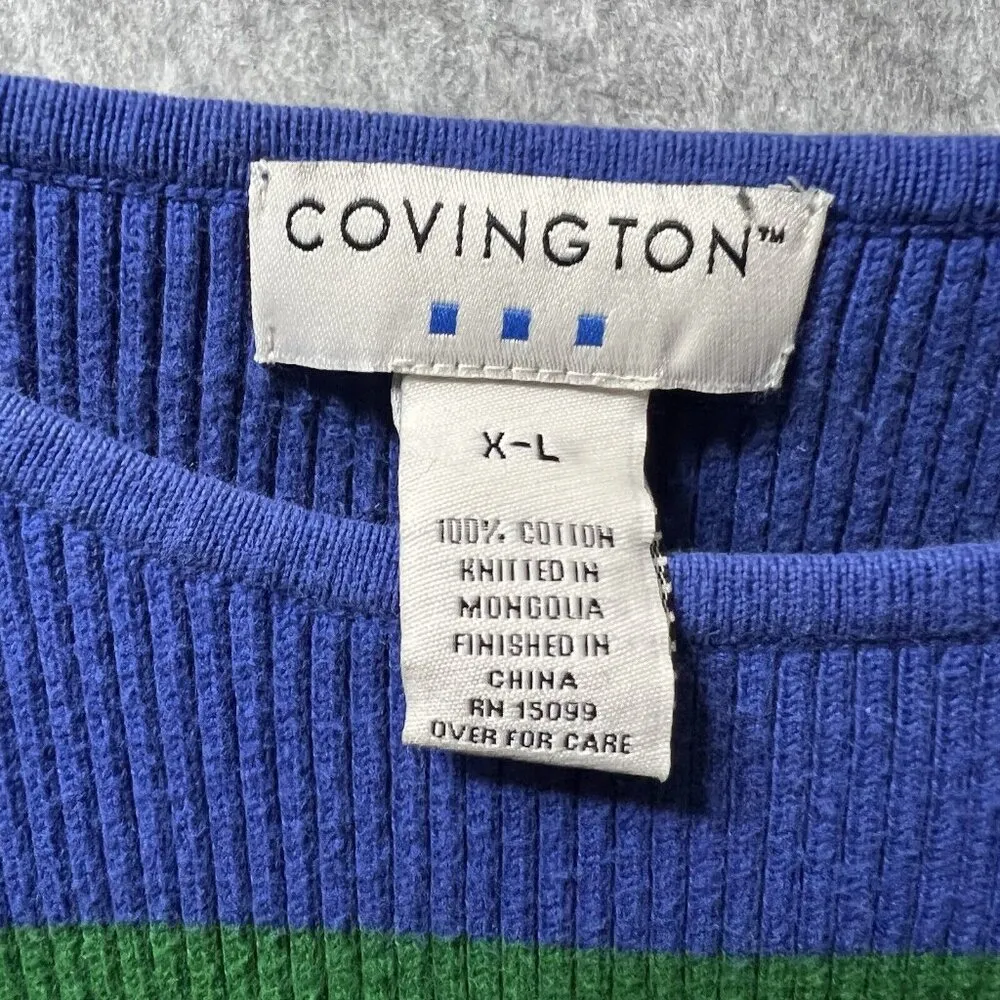 COVINGTON™
X-L
100% COTTON
KNITTED IN
MONGOLIA
FINISHED IN
CHINA
RN 15099
OVER FOR CARE